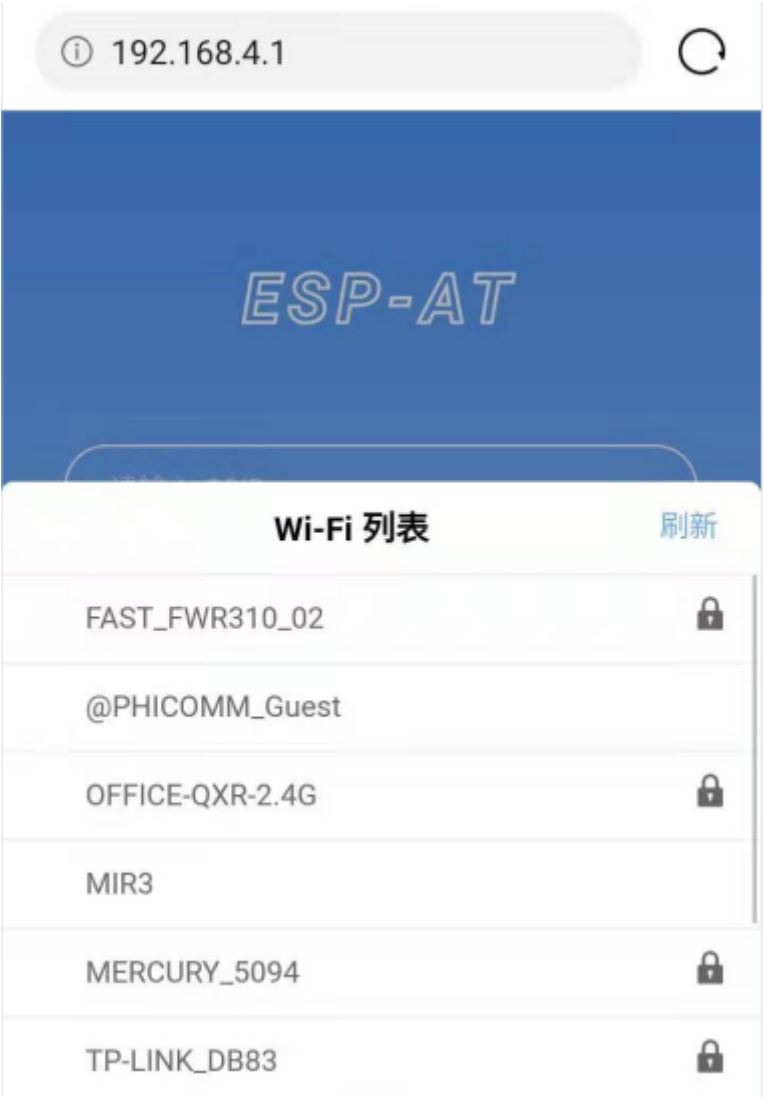 192.168.4.1
ESP-AT
Wi-Fi 列表
刷新
FAST_FWR310_02
@PHICOMM_Guest
OFFICE-QXR-2.4G
MIR3
MERCURY_5094
TP-LINK_DB83